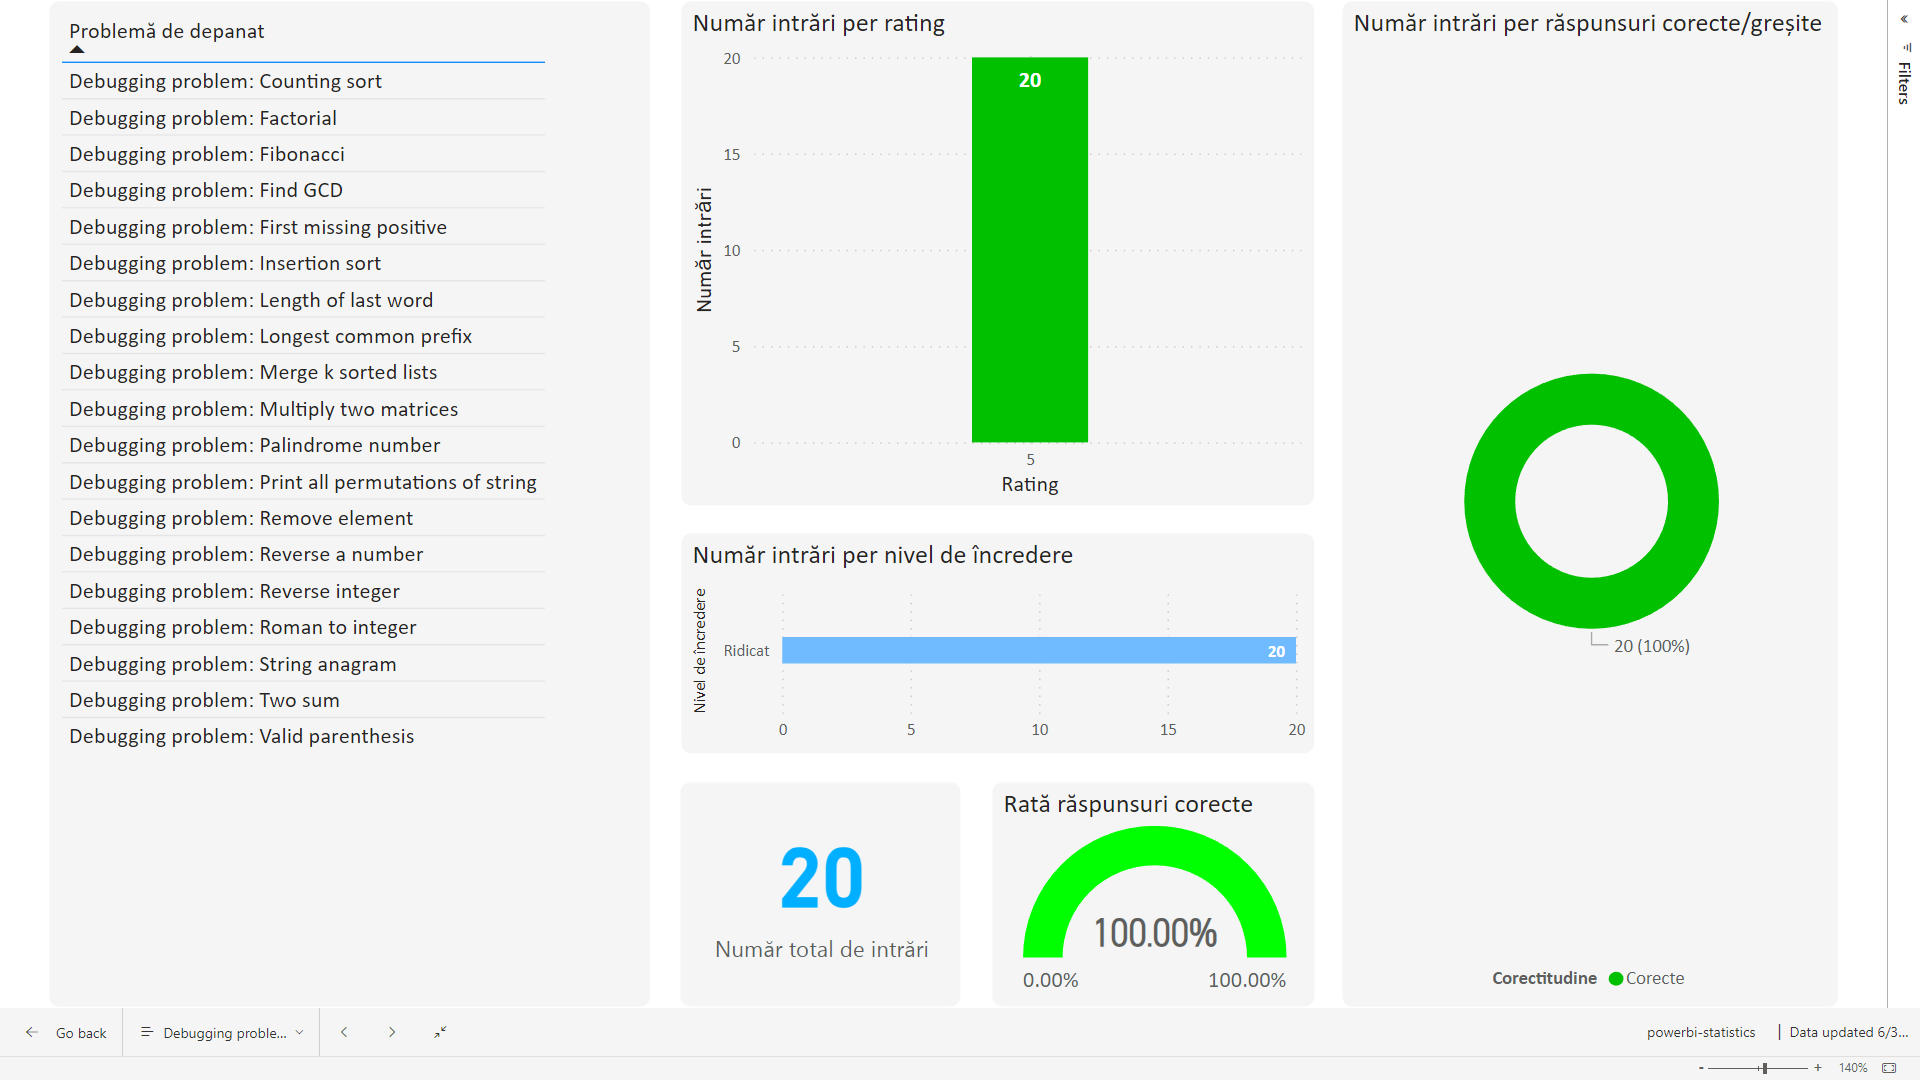 Problemă de depanat
Debugging problem: Counting sort
Debugging problem: Factorial
Debugging problem: Fibonacci
Debugging problem: Find GCD
Debugging problem: First missing positive
Debugging problem: Insertion sort
Debugging problem: Length of last word
Debugging problem: Longest common prefix
Debugging problem: Merge k sorted lists
Debugging problem: Multiply two matrices
Debugging problem: Palindrome number
Debugging problem: Print all permutations of string
Debugging problem: Remove element
Debugging problem: Reverse a number
Debugging problem: Reverse integer
Debugging problem: Roman to integer
Debugging problem: String anagram
Debugging problem: Two sum
Debugging problem: Valid parenthesis
Număr intrări per rating
Număr intrări
20
15
10
5
0
20
5
Rating
Număr intrări per nivel de încredere
Nivel de încredere
Ridicat
20
0 5 10 15 20
20
Număr total de intrări
Rată răspunsuri corecte
100.00%
0.00% 100.00%
Număr intrări per răspunsuri corecte/greșite
20 (100%)
Corectitudine Corecte
Filters
Go back
Debugging proble...
powerbi-statistics | Data updated 6/3...
- + 140%